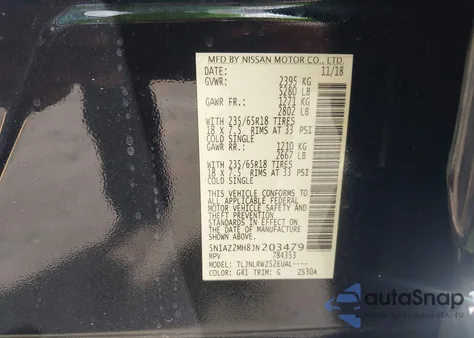 MFD BY NISSAN MOTOR CO., LTD.
DATE: 11/18
GVWR: 2395 KG
5280 LB
GAWR FR.: 1271 KG
2802 LB
WITH 235/65R18 TIRES
18 x 7.5 RIMS AT 33 PSI
COLD SINGLE
GAWR RR.: 1210 KG
2667 LB
WITH 235/65R18 TIRES
18 x 7.5 RIMS AT 33 PSI
COLD SINGLE
THIS VEHICLE CONFORMS TO
ALL APPLICABLE FEDERAL
MOTOR VEHICLE SAFETY AND
THEFT PREVENTION
STANDARDS IN EFFECT ON
THE DATE OF MANUFACTURE
SHOWN ABOVE.
5N1AZ2MH8JN203479
MPV 784353
MODEL: TLJNLRWZ52EUAL----
COLOR: G41 TRIM: G Z530A
autoSnap